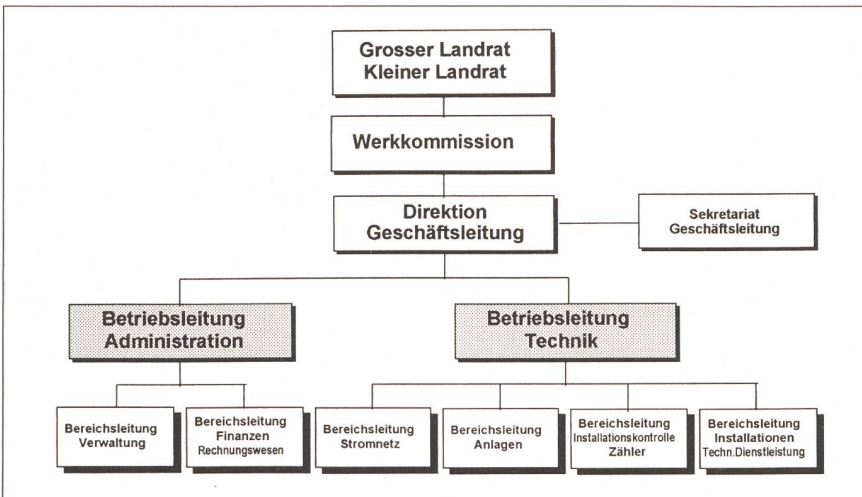 Grosser Landrat
Kleiner Landrat
Werkkommission
Direktion
Geschäftsleitung
Sekretariat
Geschäftsleitung
Betriebsleitung
Administration
Betriebsleitung
Technik
Bereichsleitung
Verwaltung
Bereichsleitung
Finanzen
Rechnungswesen
Bereichsleitung
Stromnetz
Bereichsleitung
Anlagen
Bereichsleitung
Installationskontrolle
Zähler
Bereichsleitung
Installationen
Techn.Dienstleistung